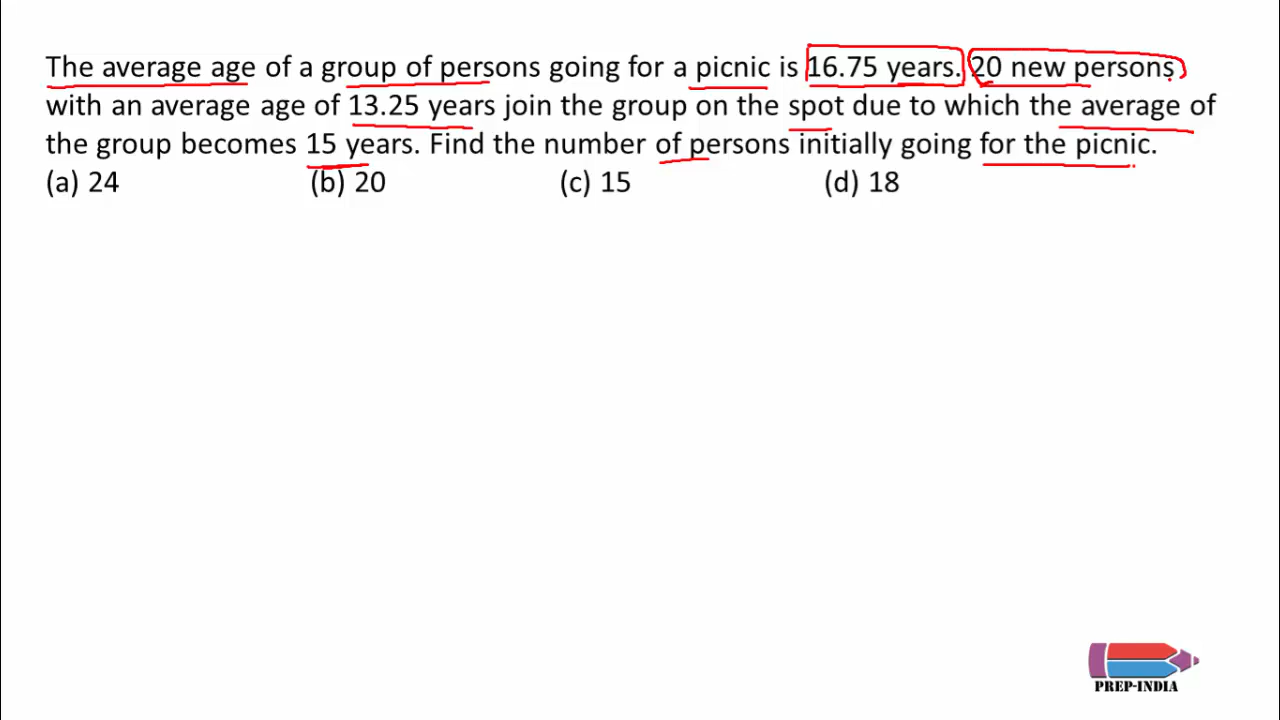 The average age of a group of persons going for a picnic is 16.75 years. 20 new persons
with an average age of 13.25 years join the group on the spot due to which the average of
the group becomes 15 years. Find the number of persons initially going for the picnic.
(a) 24 (b) 20 (c) 15 (d) 18
PREP-INDIA